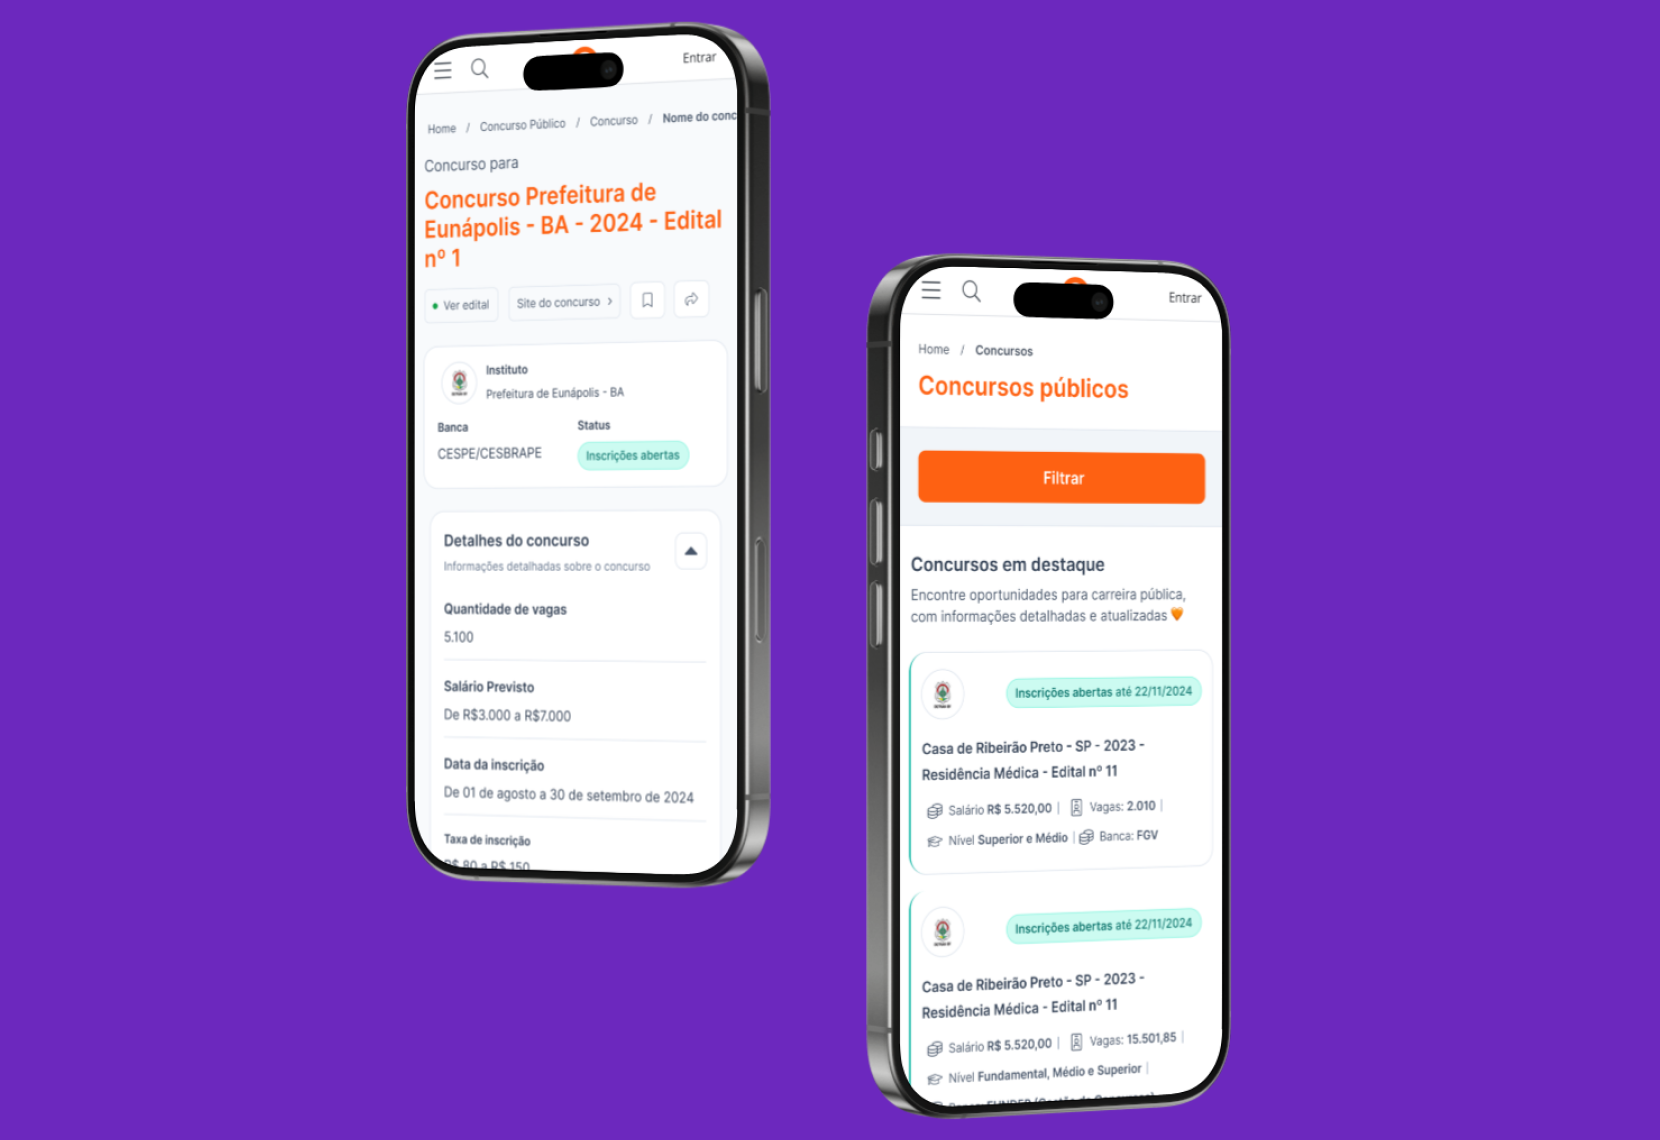 Entrar
Home / Concurso Público / Concurso / Nome do conc
Concurso para
Concurso Prefeitura de
Eunápolis - BA - 2024 - Edital
nº 1
Ver edital
Site do concurso
Instituto
Prefeitura de Eunápolis - BA
Banca
Status
CESPE/CESBRAPE
Inscrições abertas
Detalhes do concurso
Informações detalhadas sobre o concurso
Quantidade de vagas
5.100
Salário Previsto
De R$3.000 a R$7.000
Data da inscrição
De 01 de agosto a 30 de setembro de 2024
Taxa de inscrição
R$ 80 a R$ 150
Entrar
Home / Concursos
Concursos públicos
Filtrar
Concursos em destaque
Encontre oportunidades para carreira pública,
com informações detalhadas e atualizadas 🧡
Inscrições abertas até 22/11/2024
Casa de Ribeirão Preto - SP - 2023 -
Residência Médica - Edital nº 11
Salário R$ 5.520,00 | Vagas: 2.010 |
Nível Superior e Médio | Banca: FGV
Inscrições abertas até 22/11/2024
Casa de Ribeirão Preto - SP - 2023 -
Residência Médica - Edital nº 11
Salário R$ 5.520,00 | Vagas: 15.501,85 |
Nível Fundamental, Médio e Superior |